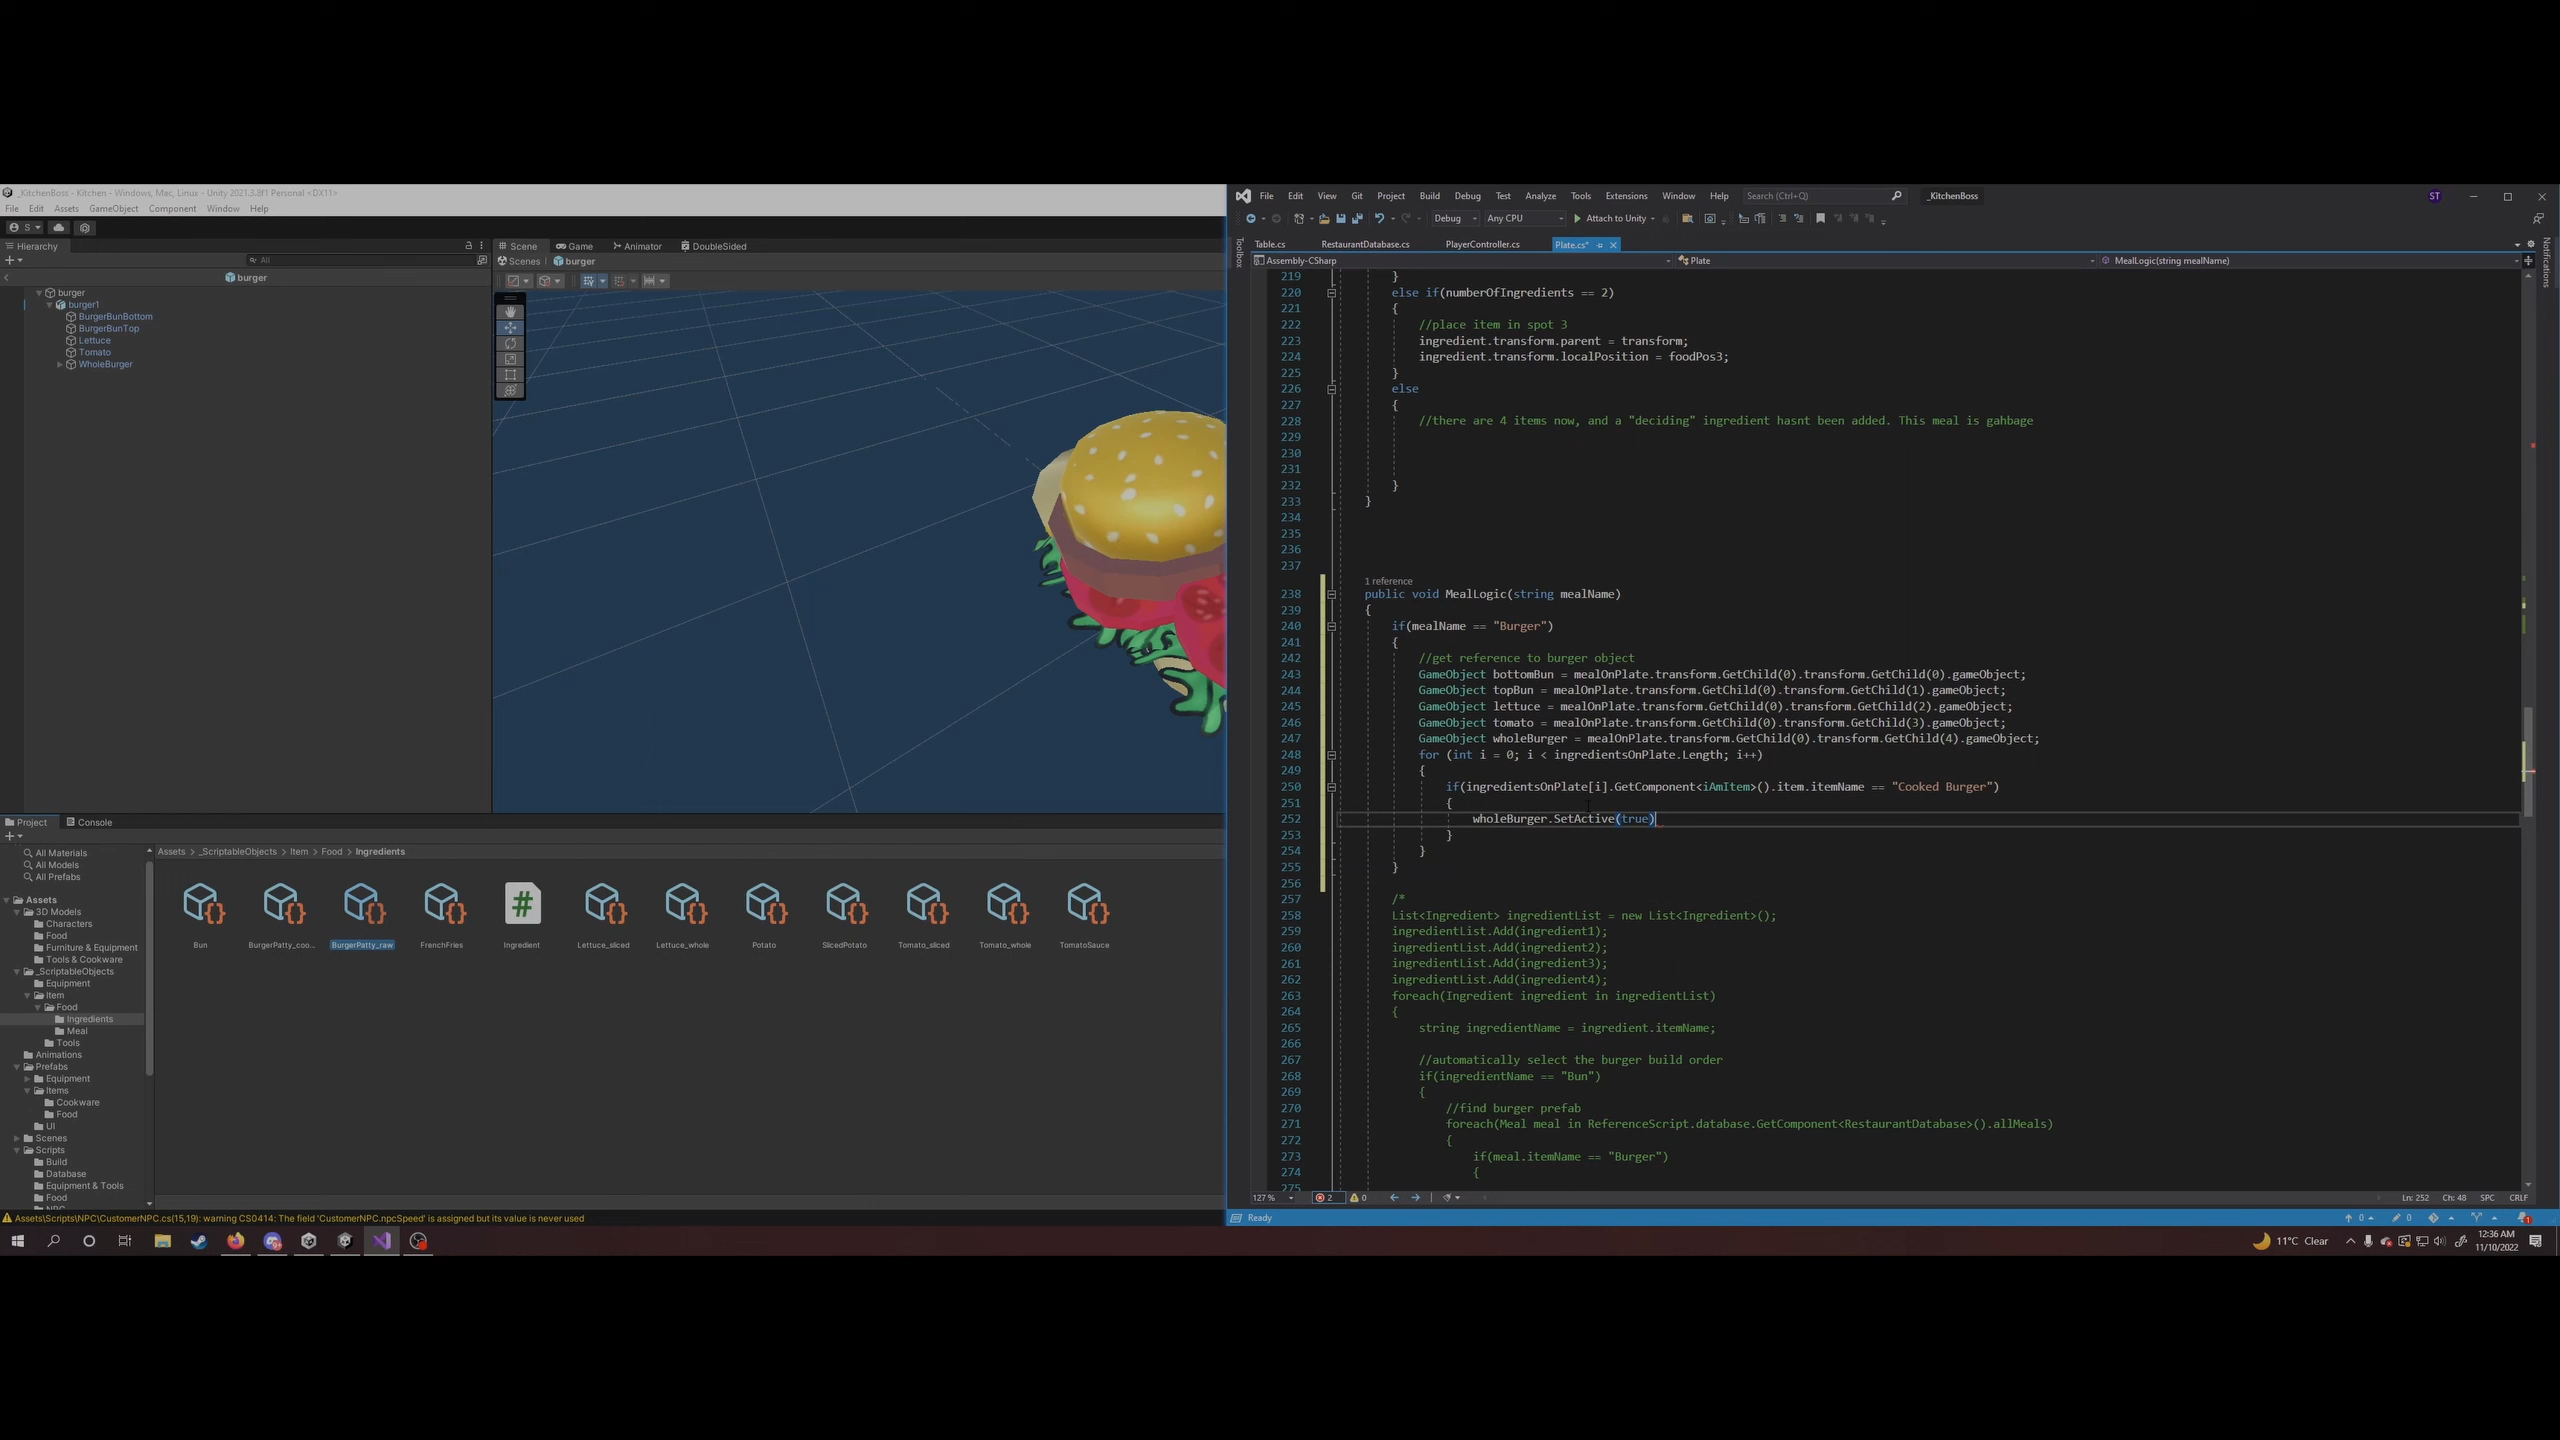 _KitchenBoss - Kitchen - Windows, Mac, Linux - Unity 2021.3.8f1 Personal <DX11>
File Edit Assets GameObject Component Window Help
S
Hierarchy
All
burger
burger
burger1
BurgerBunBottom
BurgerBunTop
Lettuce
Tomato
WholeBurger
Scene Game Animator DoubleSided
Scenes burger
Project Console
All Materials
All Models
All Prefabs
Assets
3D Models
Characters
Food
Furniture & Equipment
Tools & Cookware
_ScriptableObjects
Equipment
Item
Food
Ingredients
Meal
Tools
Animations
Prefabs
Equipment
Items
Cookware
Food
UI
Scenes
Scripts
Build
Database
Equipment & Tools
Food
Assets _ScriptableObjects Item Food Ingredients
Bun BurgerPatty_coo... BurgerPatty_raw FrenchFries Ingredient Lettuce_sliced Lettuce_whole Potato SlicedPotato Tomato_sliced Tomato_whole TomatoSauce
Assets\Scripts\NPC\CustomerNPC.cs(15,19): warning CS0414: The field 'CustomerNPC.npcSpeed' is assigned but its value is never used
File Edit View Git Project Build Debug Test Analyze Tools Extensions Window Help Search (Ctrl+Q) _KitchenBoss ST
Debug Any CPU Attach to Unity
Toolbox
Notifications
Table.cs RestaurantDatabase.cs PlayerController.cs Plate.cs*
Assembly-CSharp Plate MealLogic(string mealName)
219 }
220 else if(numberOfIngredients == 2)
221 {
222 //place item in spot 3
223 ingredient.transform.parent = transform;
224 ingredient.transform.localPosition = foodPos3;
225 }
226 else
227 {
228 //there are 4 items now, and a "deciding" ingredient hasnt been added. This meal is gahbage
229
230
231
232 }
233 }
234
235
236
237
1 reference
238 public void MealLogic(string mealName)
239 {
240 if(mealName == "Burger")
241 {
242 //get reference to burger object
243 GameObject bottomBun = mealOnPlate.transform.GetChild(0).transform.GetChild(0).gameObject;
244 GameObject topBun = mealOnPlate.transform.GetChild(0).transform.GetChild(1).gameObject;
245 GameObject lettuce = mealOnPlate.transform.GetChild(0).transform.GetChild(2).gameObject;
246 GameObject tomato = mealOnPlate.transform.GetChild(0).transform.GetChild(3).gameObject;
247 GameObject wholeBurger = mealOnPlate.transform.GetChild(0).transform.GetChild(4).gameObject;
248 for (int i = 0; i < ingredientsOnPlate.Length; i++)
249 {
250 if(ingredientsOnPlate[i].GetComponent<iAmItem>().item.itemName == "Cooked Burger")
251 {
252 wholeBurger.SetActive(true)
253 }
254 }
255 }
256
257 /*
258 List<Ingredient> ingredientList = new List<Ingredient>();
259 ingredientList.Add(ingredient1);
260 ingredientList.Add(ingredient2);
261 ingredientList.Add(ingredient3);
262 ingredientList.Add(ingredient4);
263 foreach(Ingredient ingredient in ingredientList)
264 {
265 string ingredientName = ingredient.itemName;
266
267 //automatically select the burger build order
268 if(ingredientName == "Bun")
269 {
270 //find burger prefab
271 foreach(Meal meal in ReferenceScript.database.GetComponent<RestaurantDatabase>().allMeals)
272 {
273 if(meal.itemName == "Burger")
274 {
275
127 % 2 0 Ln: 252 Ch: 48 SPC CRLF
Ready 0 0 1
11°C Clear 12:36 AM
11/10/2022